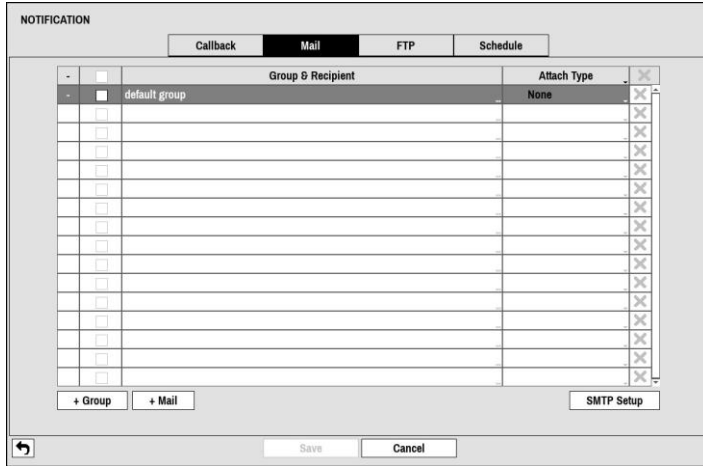 NOTIFICATION
Callback Mail FTP Schedule
- Group & Recipient Attach Type
- default group None
+ Group + Mail SMTP Setup
Save Cancel